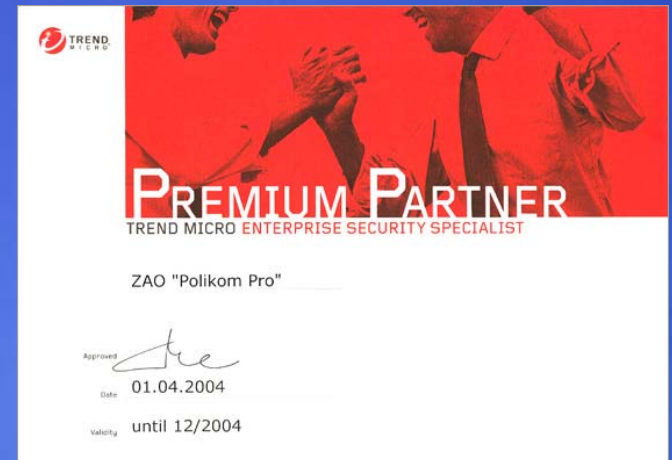 TREND
MICRO
PREMIUM PARTNER
TREND MICRO ENTERPRISE SECURITY SPECIALIST
ZAO "Polikom Pro"
Approved
Date 01.04.2004
Validity until 12/2004